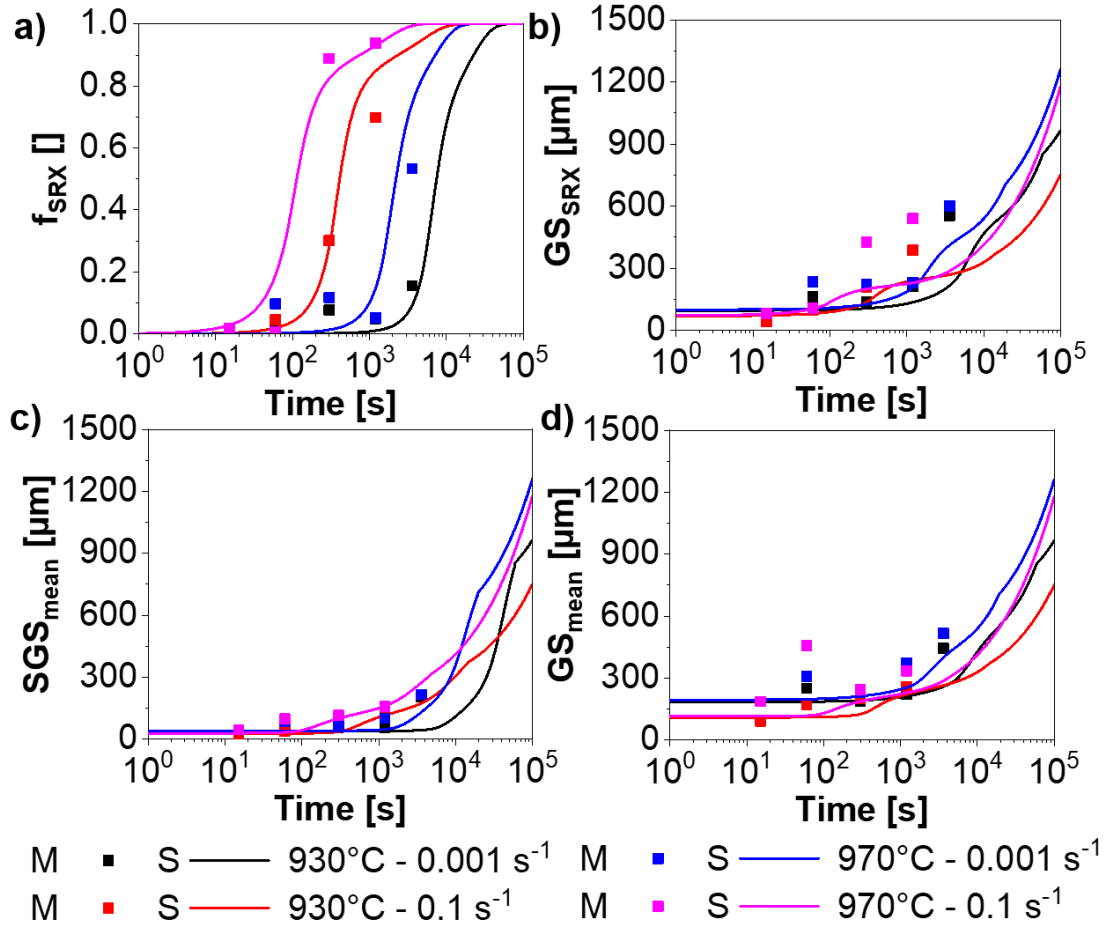 a)
1.0
0.8
0.6
0.4
0.2
0.0
f_SRX []
10^0 10^1 10^2 10^3 10^4 10^5
Time [s]
b)
1500
1200
900
600
300
0
GS_SRX [µm]
10^0 10^1 10^2 10^3 10^4 10^5
Time [s]
c)
1500
1200
900
600
300
0
SGS_mean [µm]
10^0 10^1 10^2 10^3 10^4 10^5
Time [s]
d)
1500
1200
900
600
300
0
GS_mean [µm]
10^0 10^1 10^2 10^3 10^4 10^5
Time [s]
M S 930°C - 0.001 s^-1
M S 930°C - 0.1 s^-1
M S 970°C - 0.001 s^-1
M S 970°C - 0.1 s^-1